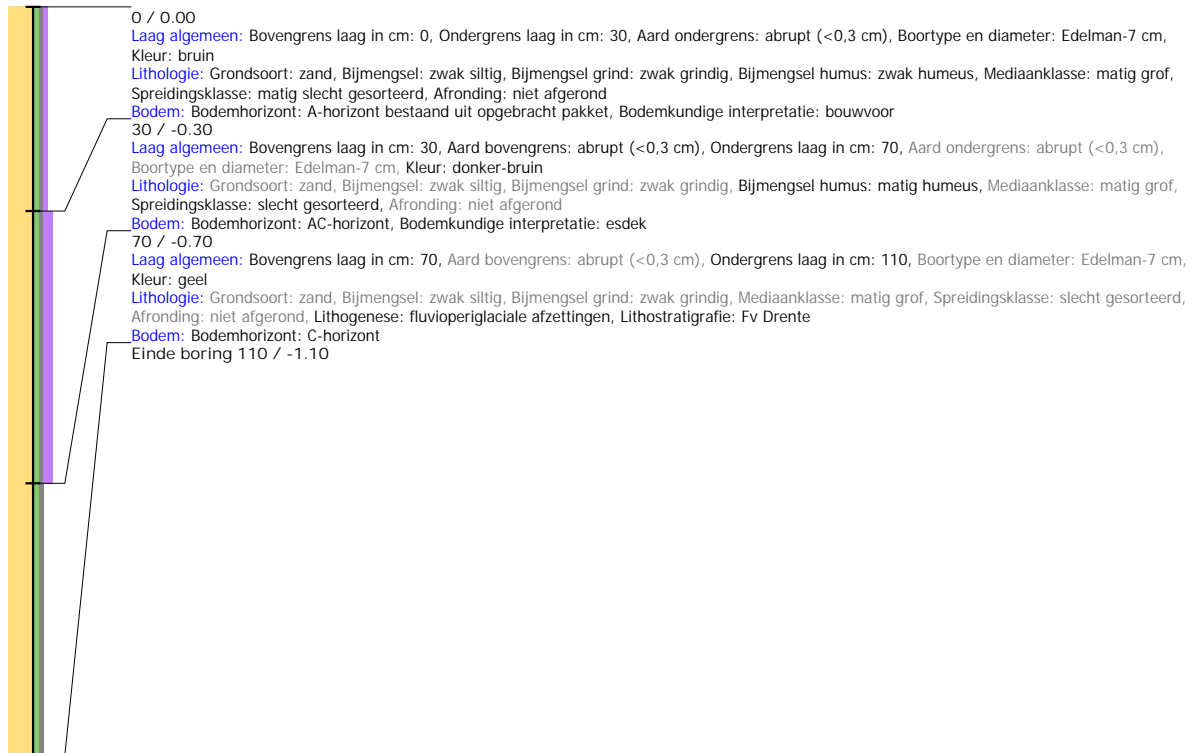 0 / 0.00
Laag algemeen: Bovengrens laag in cm: 0, Ondergrens laag in cm: 30, Aard ondergrens: abrupt (<0,3 cm), Boortype en diameter: Edelman-7 cm,
Kleur: bruin
Lithologie: Grondsoort: zand, Bijmengsel: zwak siltig, Bijmengsel grind: zwak grindig, Bijmengsel humus: zwak humeus, Mediaanklasse: matig grof,
Spreidingsklasse: matig slecht gesorteerd, Afronding: niet afgerond
Bodem: Bodemhorizont: A-horizont bestaand uit opgebracht pakket, Bodemkundige interpretatie: bouwvoor
30 / -0.30
Laag algemeen: Bovengrens laag in cm: 30, Aard bovengrens: abrupt (<0,3 cm), Ondergrens laag in cm: 70, Aard ondergrens: abrupt (<0,3 cm),
Boortype en diameter: Edelman-7 cm, Kleur: donker-bruin
Lithologie: Grondsoort: zand, Bijmengsel: zwak siltig, Bijmengsel grind: zwak grindig, Bijmengsel humus: matig humeus, Mediaanklasse: matig grof,
Spreidingsklasse: slecht gesorteerd, Afronding: niet afgerond
Bodem: Bodemhorizont: AC-horizont, Bodemkundige interpretatie: esdek
70 / -0.70
Laag algemeen: Bovengrens laag in cm: 70, Aard bovengrens: abrupt (<0,3 cm), Ondergrens laag in cm: 110, Boortype en diameter: Edelman-7 cm,
Kleur: geel
Lithologie: Grondsoort: zand, Bijmengsel: zwak siltig, Bijmengsel grind: zwak grindig, Mediaanklasse: matig grof, Spreidingsklasse: slecht gesorteerd,
Afronding: niet afgerond, Lithogenese: fluvioperiglaciale afzettingen, Lithostratigrafie: Fv Drente
Bodem: Bodemhorizont: C-horizont
Einde boring 110 / -1.10